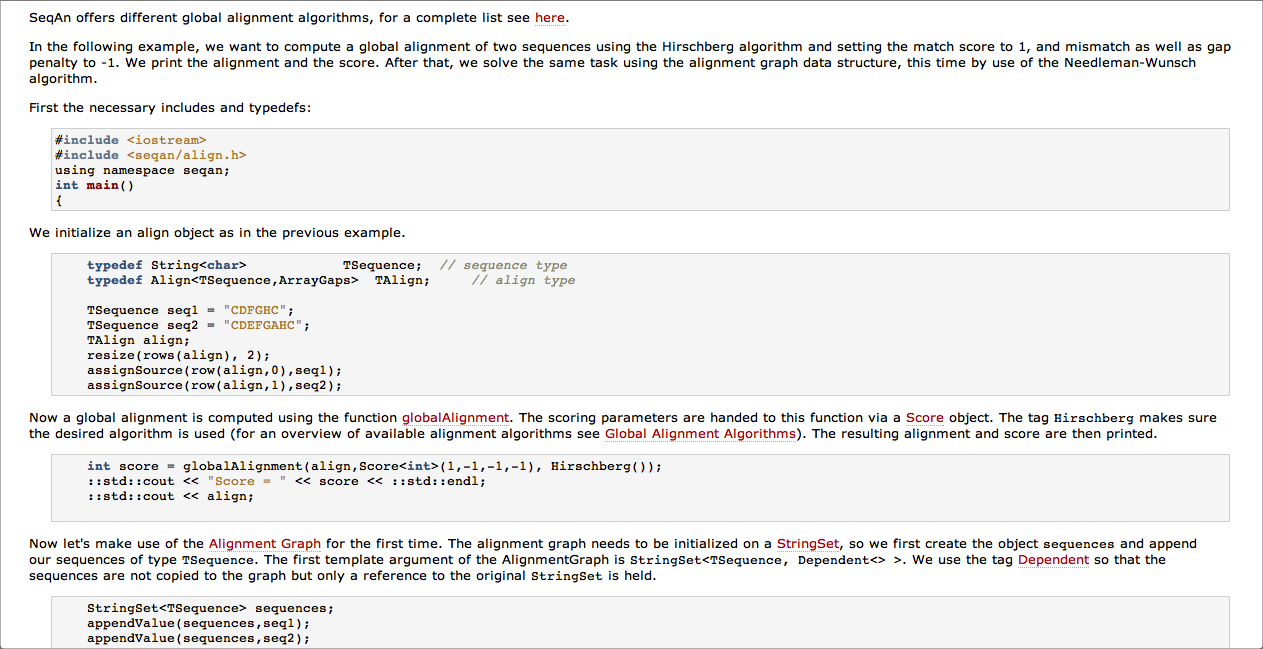 SeqAn offers different global alignment algorithms, for a complete list see here.
In the following example, we want to compute a global alignment of two sequences using the Hirschberg algorithm and setting the match score to 1, and mismatch as well as gap
penalty to -1. We print the alignment and the score. After that, we solve the same task using the alignment graph data structure, this time by use of the Needleman-Wunsch
algorithm.
First the necessary includes and typedefs:
#include <iostream>
#include <seqan/align.h>
using namespace seqan;
int main()
{
We initialize an align object as in the previous example.
typedef String<char>            TSequence;  // sequence type
typedef Align<TSequence,ArrayGaps>  TAlign;     // align type
TSequence seq1 = "CDFGHC";
TSequence seq2 = "CDEFGAHC";
TAlign align;
resize(rows(align), 2);
assignSource(row(align,0),seq1);
assignSource(row(align,1),seq2);
Now a global alignment is computed using the function globalAlignment. The scoring parameters are handed to this function via a Score object. The tag Hirschberg makes sure
the desired algorithm is used (for an overview of available alignment algorithms see Global Alignment Algorithms). The resulting alignment and score are then printed.
int score = globalAlignment(align,Score<int>(1,-1,-1,-1), Hirschberg());
::std::cout << "Score = " << score << ::std::endl;
::std::cout << align;
Now let's make use of the Alignment Graph for the first time. The alignment graph needs to be initialized on a StringSet, so we first create the object sequences and append
our sequences of type TSequence. The first template argument of the AlignmentGraph is StringSet<TSequence, Dependent<> >. We use the tag Dependent so that the
sequences are not copied to the graph but only a reference to the original StringSet is held.
StringSet<TSequence> sequences;
appendValue(sequences,seq1);
appendValue(sequences,seq2);